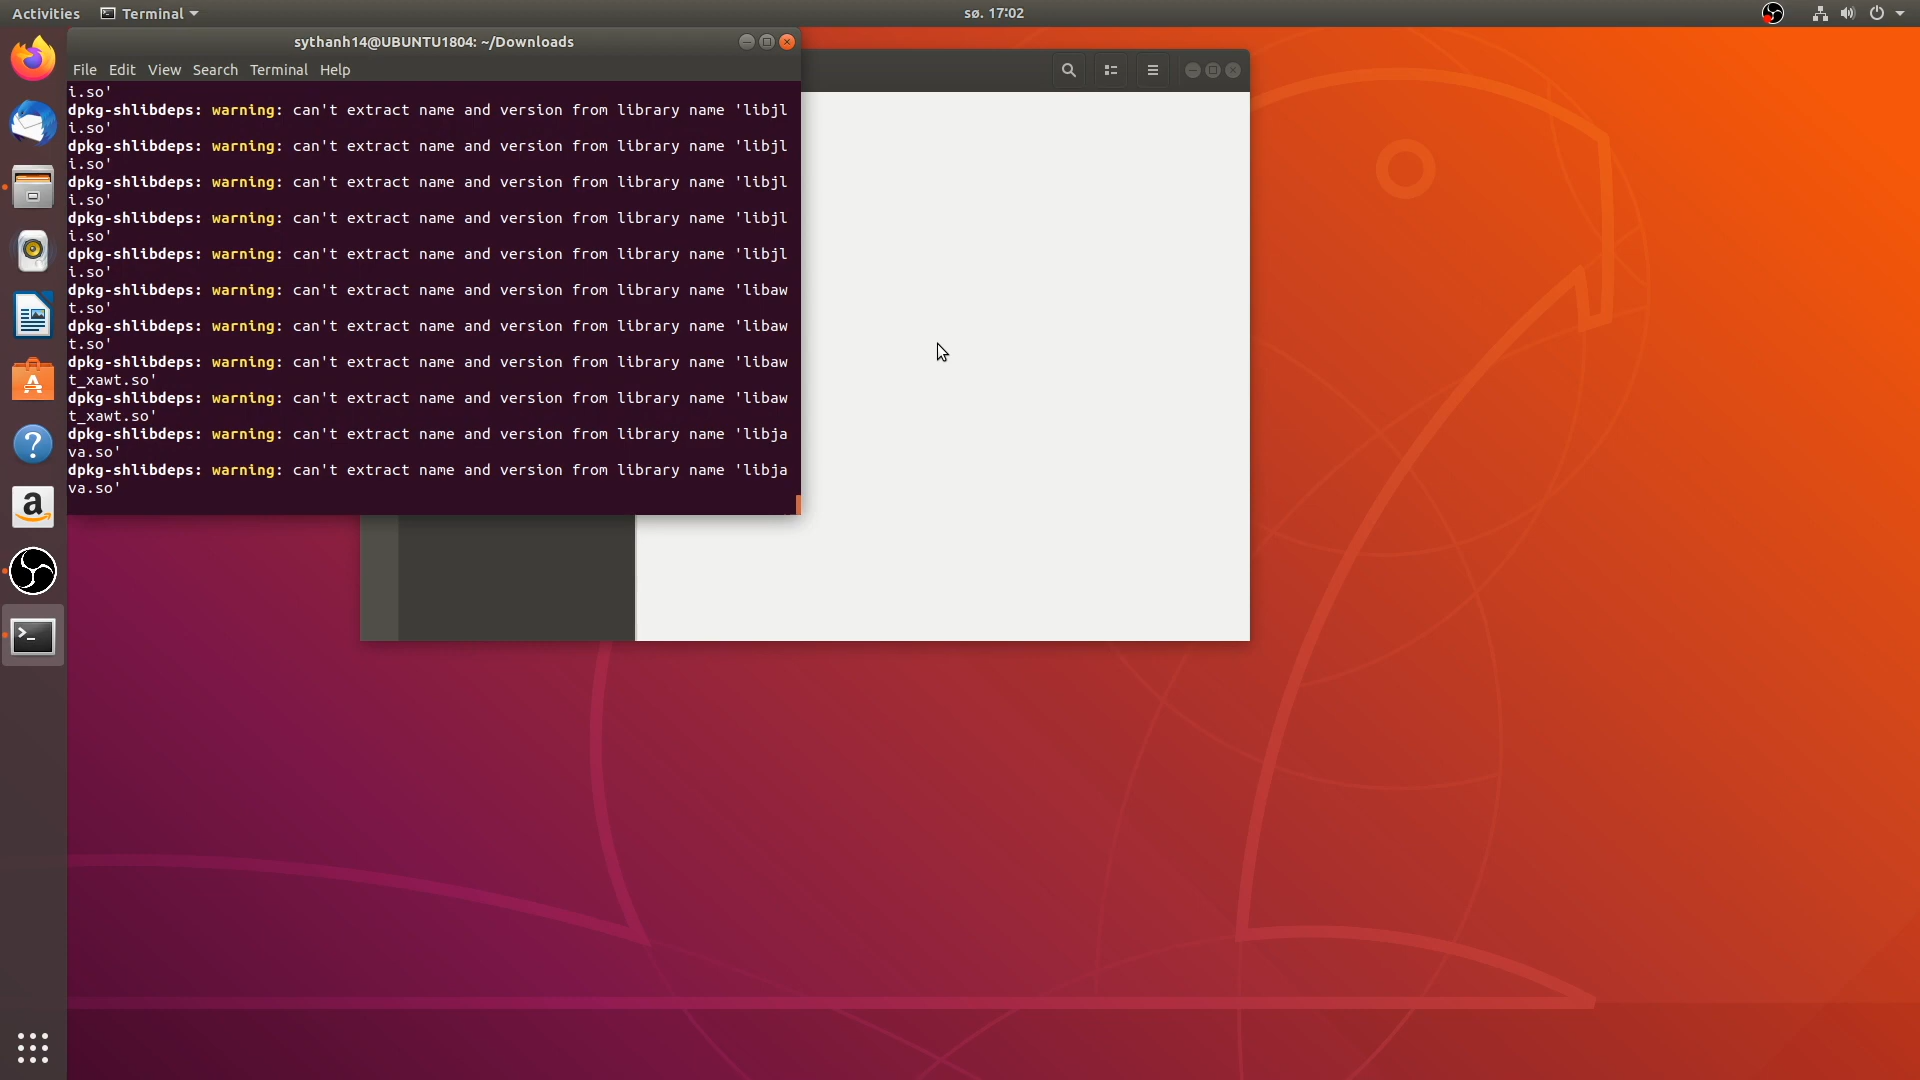 Activities
Terminal
sø. 17:02
sythanh14@UBUNTU1804: ~/Downloads
File Edit View Search Terminal Help
i.so'
dpkg-shlibdeps: warning: can't extract name and version from library name 'libjl
i.so'
dpkg-shlibdeps: warning: can't extract name and version from library name 'libjl
i.so'
dpkg-shlibdeps: warning: can't extract name and version from library name 'libjl
i.so'
dpkg-shlibdeps: warning: can't extract name and version from library name 'libjl
i.so'
dpkg-shlibdeps: warning: can't extract name and version from library name 'libjl
i.so'
dpkg-shlibdeps: warning: can't extract name and version from library name 'libaw
t.so'
dpkg-shlibdeps: warning: can't extract name and version from library name 'libaw
t.so'
dpkg-shlibdeps: warning: can't extract name and version from library name 'libaw
t_xawt.so'
dpkg-shlibdeps: warning: can't extract name and version from library name 'libaw
t_xawt.so'
dpkg-shlibdeps: warning: can't extract name and version from library name 'libja
va.so'
dpkg-shlibdeps: warning: can't extract name and version from library name 'libja
va.so'